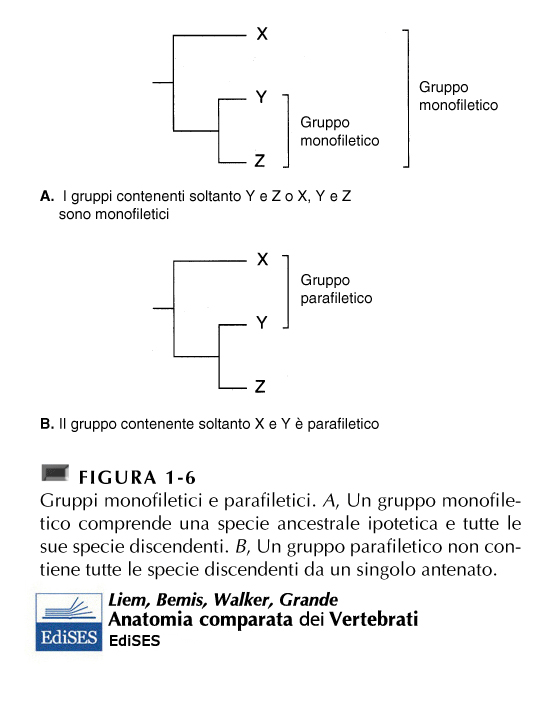 X
Y
Z
Gruppo
monofiletico
Gruppo
monofiletico
A. I gruppi contenenti soltanto Y e Z o X, Y e Z
sono monofiletici
X
Y
Z
Gruppo
parafiletico
B. Il gruppo contenente soltanto X e Y è parafiletico
FIGURA 1-6
Gruppi monofiletici e parafiletici. A, Un gruppo monofile-
tico comprende una specie ancestrale ipotetica e tutte le
sue specie discendenti. B, Un gruppo parafiletico non con-
tiene tutte le specie discendenti da un singolo antenato.
EdiSES
Liem, Bemis, Walker, Grande
Anatomia comparata dei Vertebrati
EdiSES